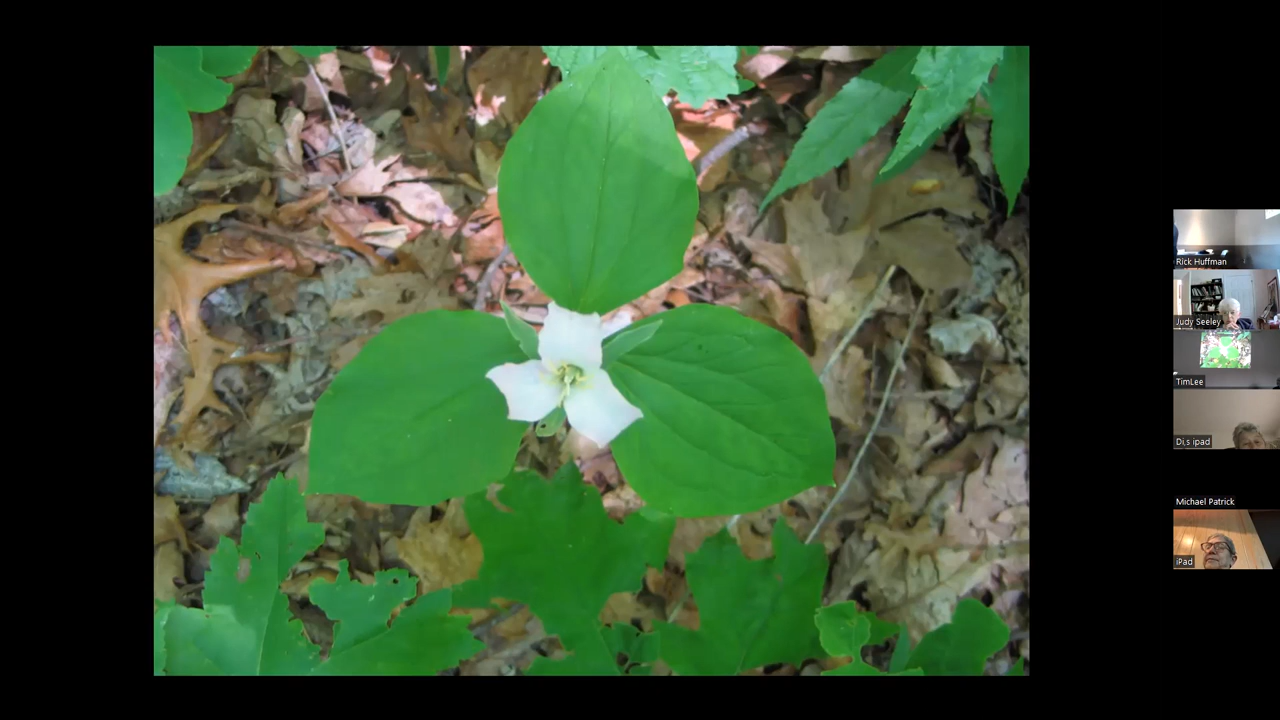 Rick Huffman
Judy Seeley
TimLee
Di,s ipad
Michael Patrick
iPad